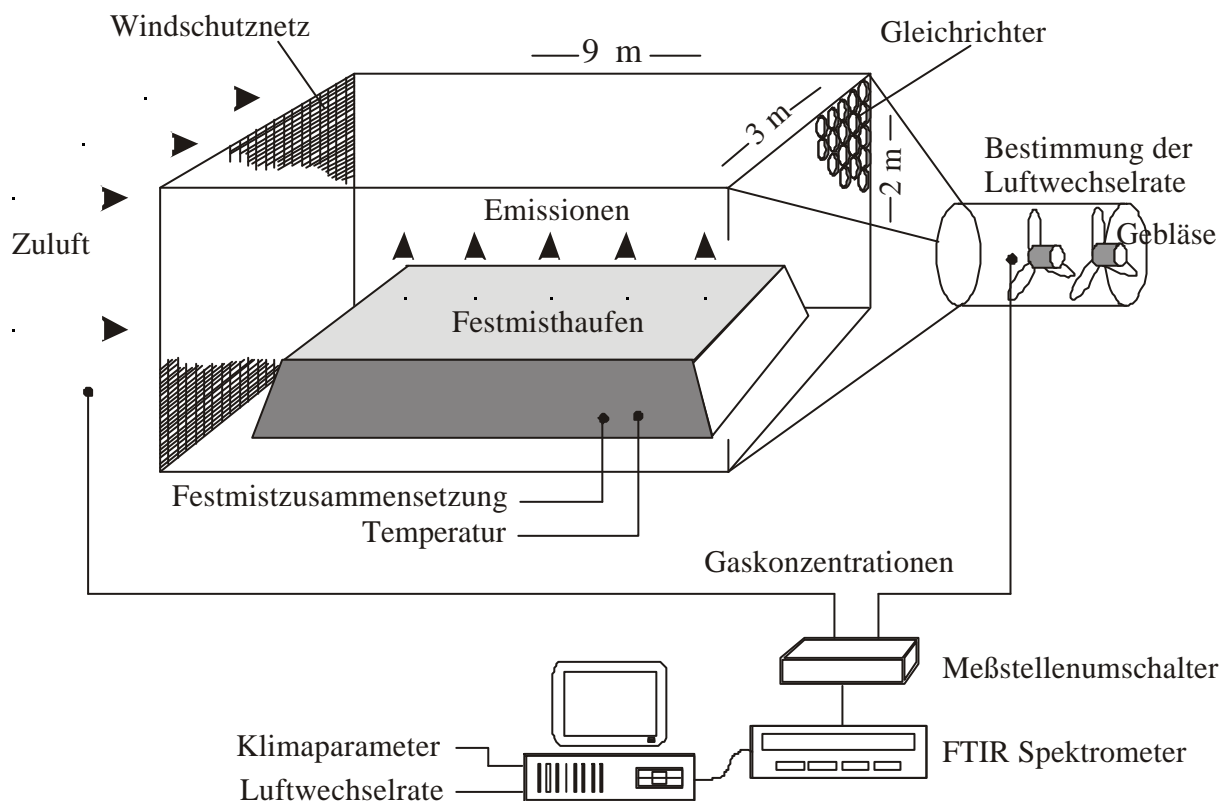 Windschutznetz
9 m
Gleichrichter
3 m
2 m
Bestimmung der
Luftwechselrate
Gebläse
Zuluft
Emissionen
Festmisthaufen
Festmistzusammensetzung
Temperatur
Gaskonzentrationen
Meßstellenumschalter
FTIR Spektrometer
Klimaparameter
Luftwechselrate